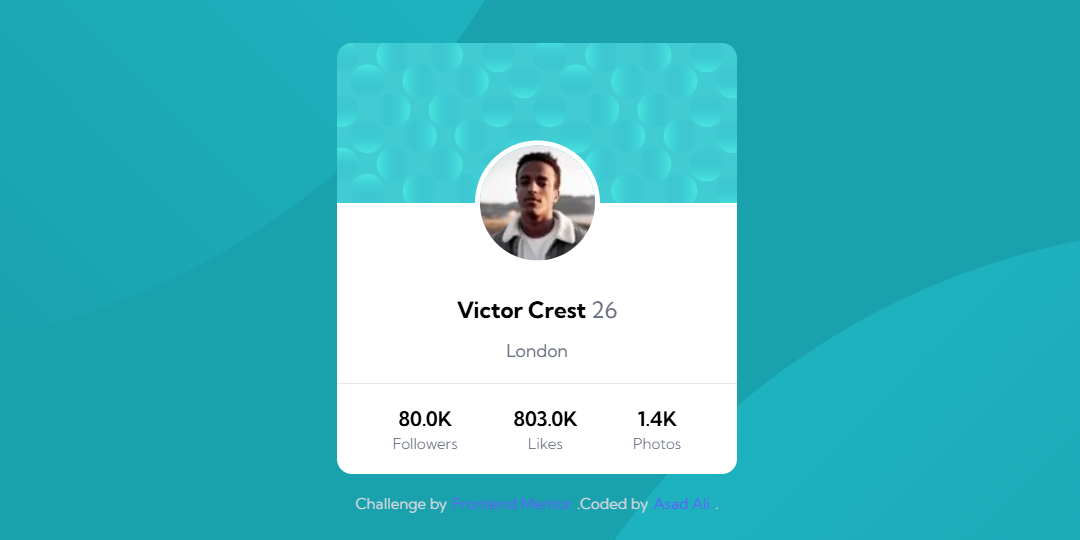 Victor Crest 26
London
80.0K 803.0K 1.4K
Followers Likes Photos
Challenge by Frontend Mentor .Coded by Asad Ali .